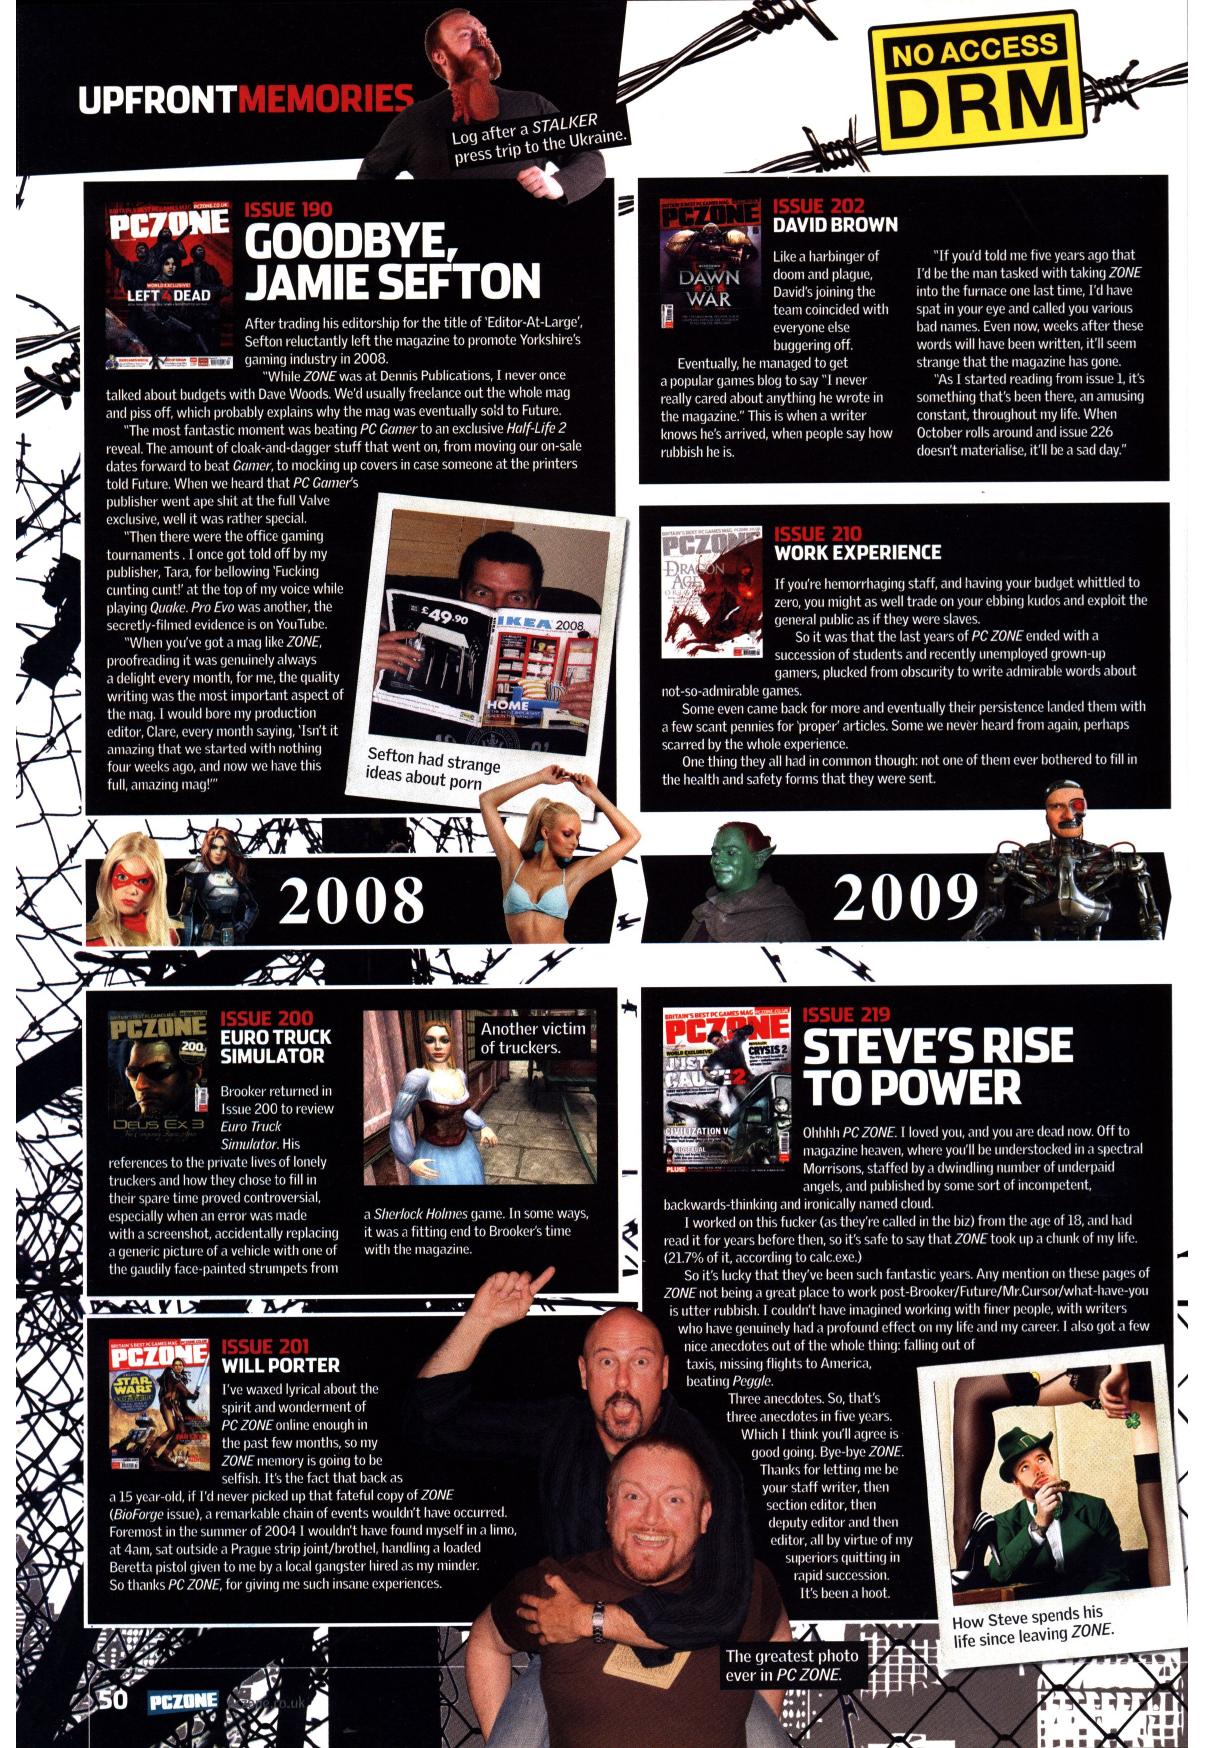 UPFRONTMEMORIES
Log after a STALKER
press trip to the Ukraine.
NO ACCESS
DRM
PCZONE
WORLD EXCLUSIVE!
LEFT 4 DEAD
ISSUE 190
GOODBYE,
JAMIE SEFTON
After trading his editorship for the title of ‘Editor-At-Large’,
Sefton reluctantly left the magazine to promote Yorkshire’s
gaming industry in 2008.
“While ZONE was at Dennis Publications, I never once
talked about budgets with Dave Woods. We’d usually freelance out the whole mag
and piss off, which probably explains why the mag was eventually sold to Future.
“The most fantastic moment was beating PC Gamer to an exclusive Half-Life 2
reveal. The amount of cloak-and-dagger stuff that went on, from moving our on-sale
dates forward to beat Gamer, to mocking up covers in case someone at the printers
told Future. When we heard that PC Gamer’s
publisher went ape shit at the full Valve
exclusive, well it was rather special.
“Then there were the office gaming
tournaments . I once got told off by my
publisher, Tara, for bellowing ‘Fucking
cunting cunt!’ at the top of my voice while
playing Quake. Pro Evo was another, the
secretly-filmed evidence is on YouTube.
“When you’ve got a mag like ZONE,
proofreading it was genuinely always
a delight every month, for me, the quality
writing was the most important aspect of
the mag. I would bore my production
editor, Clare, every month saying, ‘Isn’t it
amazing that we started with nothing
four weeks ago, and now we have this
full, amazing mag!’”
£49.90
IKEA 2008
HOME
Sefton had strange
ideas about porn
PCZONE
DAWN
OF
WAR
ISSUE 202
DAVID BROWN
Like a harbinger of
doom and plague,
David’s joining the
team coincided with
everyone else
buggering off.
Eventually, he managed to get
a popular games blog to say “I never
really cared about anything he wrote in
the magazine.” This is when a writer
knows he’s arrived, when people say how
rubbish he is.
“If you’d told me five years ago that
I’d be the man tasked with taking ZONE
into the furnace one last time, I’d have
spat in your eye and called you various
bad names. Even now, weeks after these
words will have been written, it’ll seem
strange that the magazine has gone.
“As I started reading from issue 1, it’s
something that’s been there, an amusing
constant, throughout my life. When
October rolls around and issue 226
doesn’t materialise, it’ll be a sad day.”
PCZONE
DRAGON
AGE
ORIGINS
ISSUE 210
WORK EXPERIENCE
If you’re hemorrhaging staff, and having your budget whittled to
zero, you might as well trade on your ebbing kudos and exploit the
general public as if they were slaves.
So it was that the last years of PC ZONE ended with a
succession of students and recently unemployed grown-up
gamers, plucked from obscurity to write admirable words about
not-so-admirable games.
Some even came back for more and eventually their persistence landed them with
a few scant pennies for ‘proper’ articles. Some we never heard from again, perhaps
scarred by the whole experience.
One thing they all had in common though: not one of them ever bothered to fill in
the health and safety forms that they were sent.
2008
2009
PCZONE
200
DEUS EX 3
ISSUE 200
EURO TRUCK
SIMULATOR
Brooker returned in
Issue 200 to review
Euro Truck
Simulator. His
references to the private lives of lonely
truckers and how they chose to fill in
their spare time proved controversial,
especially when an error was made
with a screenshot, accidentally replacing
a generic picture of a vehicle with one of
the gaudily face-painted strumpets from
Another victim
of truckers.
a Sherlock Holmes game. In some ways,
it was a fitting end to Brooker’s time
with the magazine.
PCZONE
STAR
WARS
ISSUE 201
WILL PORTER
I’ve waxed lyrical about the
spirit and wonderment of
PC ZONE online enough in
the past few months, so my
ZONE memory is going to be
selfish. It’s the fact that back as
a 15 year-old, if I’d never picked up that fateful copy of ZONE
(BioForge issue), a remarkable chain of events wouldn’t have occurred.
Foremost in the summer of 2004 I wouldn’t have found myself in a limo,
at 4am, sat outside a Prague strip joint/brothel, handling a loaded
Beretta pistol given to me by a local gangster hired as my minder.
So thanks PC ZONE, for giving me such insane experiences.
PCZONE
CRYSIS 2
JUST
CAUSE 2
CIVILIZATION V
PLUS!
ISSUE 219
STEVE’S RISE
TO POWER
Ohhhh PC ZONE. I loved you, and you are dead now. Off to
magazine heaven, where you’ll be understocked in a spectral
Morrisons, staffed by a dwindling number of underpaid
angels, and published by some sort of incompetent,
backwards-thinking and ironically named cloud.
I worked on this fucker (as they’re called in the biz) from the age of 18, and had
read it for years before then, so it’s safe to say that ZONE took up a chunk of my life.
(21.7% of it, according to calc.exe.)
So it’s lucky that they’ve been such fantastic years. Any mention on these pages of
ZONE not being a great place to work post-Brooker/Future/Mr.Cursor/what-have-you
is utter rubbish. I couldn’t have imagined working with finer people, with writers
who have genuinely had a profound effect on my life and my career. I also got a few
nice anecdotes out of the whole thing: falling out of
taxis, missing flights to America,
beating Peggle.
Three anecdotes. So, that’s
three anecdotes in five years.
Which I think you’ll agree is
good going. Bye-bye ZONE.
Thanks for letting me be
your staff writer, then
section editor, then
deputy editor and then
editor, all by virtue of my
superiors quitting in
rapid succession.
It’s been a hoot.
How Steve spends his
life since leaving ZONE.
The greatest photo
ever in PC ZONE.
50 PCZONE pczone.co.uk